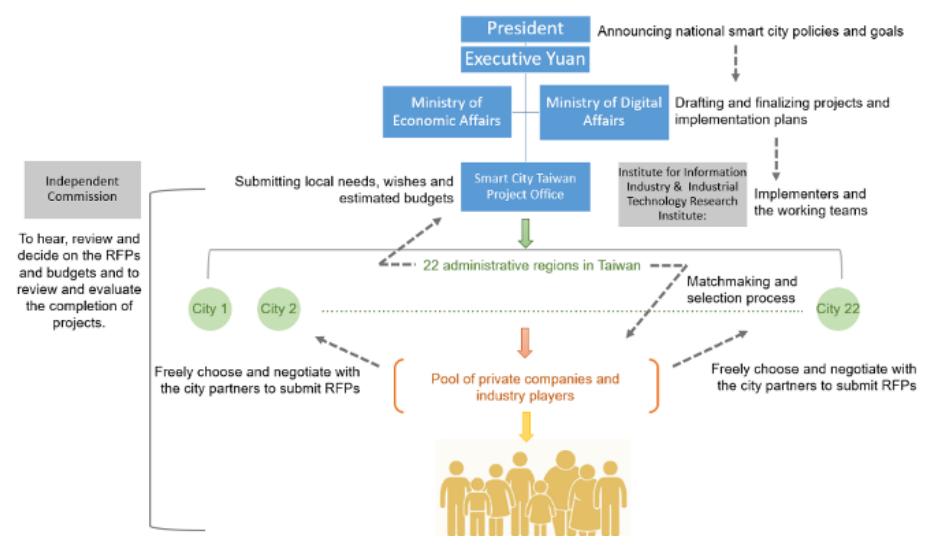 President
Announcing national smart city policies and goals
Executive Yuan
Ministry of
Economic Affairs
Ministry of Digital
Affairs
Drafting and finalizing projects and
implementation plans
Independent
Commission
Submitting local needs, wishes and
estimated budgets
Smart City Taiwan
Project Office
Institute for Information
Industry & Industrial
Technology Research
Institute:
Implementers and
the working teams
To hear, review and
decide on the RFPs
and budgets and to
review and evaluate
the completion of
projects.
22 administrative regions in Taiwan
Matchmaking and
selection process
City 1
City 2
City 22
Freely choose and negotiate with
the city partners to submit RFPs
Pool of private companies and
industry players
Freely choose and negotiate with
the city partners to submit RFPs